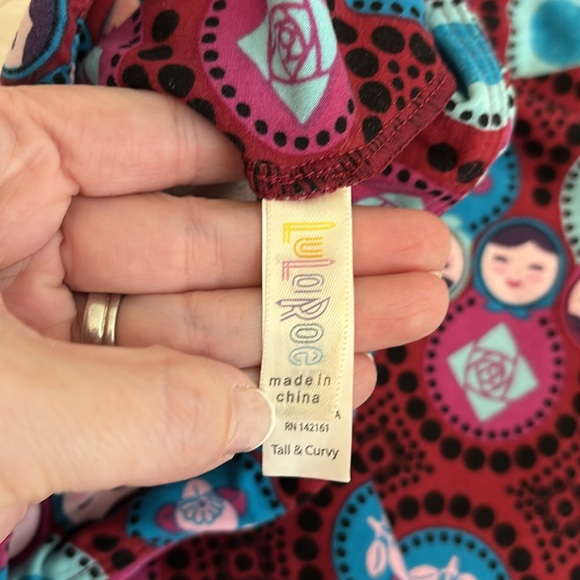 LuLaRoe
made in
china
A
RN 142161
Tall & Curvy